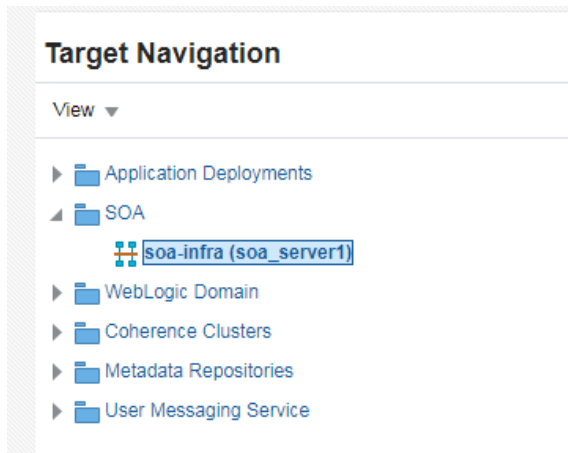 Target Navigation
View
Application Deployments
SOA
soa-infra (soa_server1)
WebLogic Domain
Coherence Clusters
Metadata Repositories
User Messaging Service